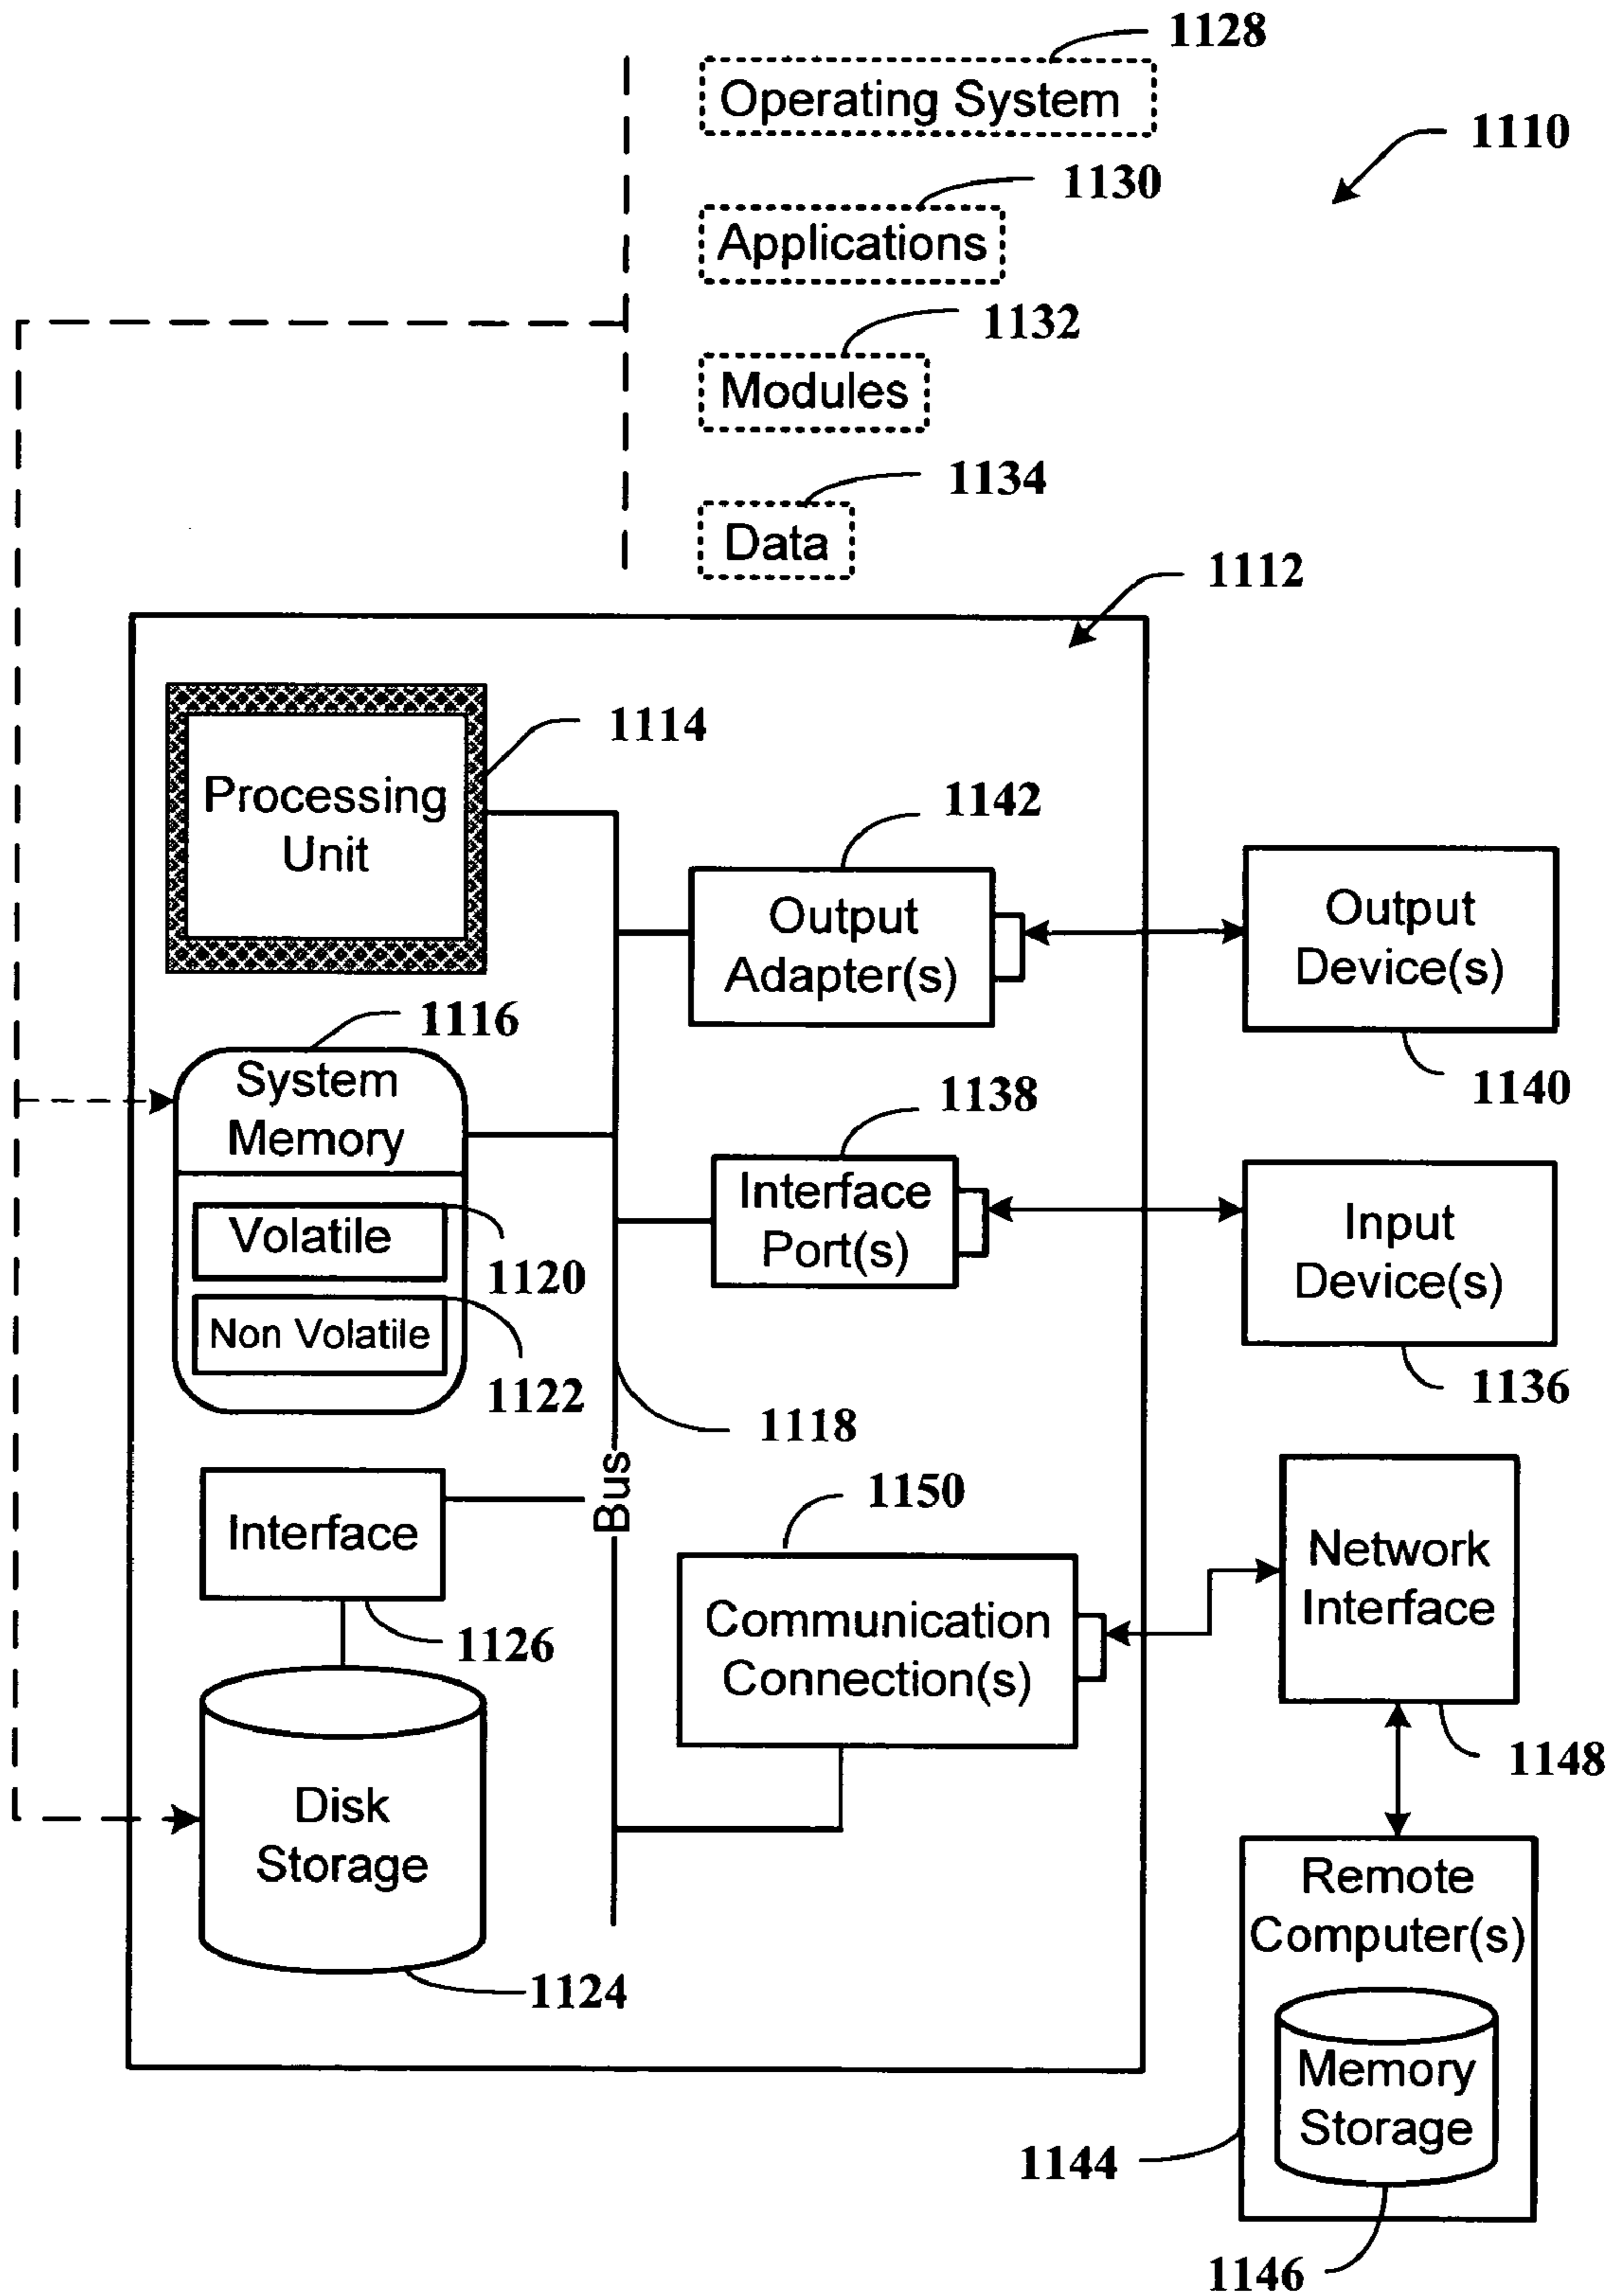 1128
Operating System
1110
1130
Applications
1132
Modules
1134
Data
1112
1114
Processing
Unit
1142
Output
Adapter(s)
Output
Device(s)
1140
1116
System
Memory
1138
Interface
Port(s)
Input
Device(s)
1136
Volatile
1120
Non Volatile
1122
1118
Bus
Interface
1126
1150
Communication
Connection(s)
Network
Interface
1148
Disk
Storage
1124
Remote
Computer(s)
Memory
Storage
1144
1146